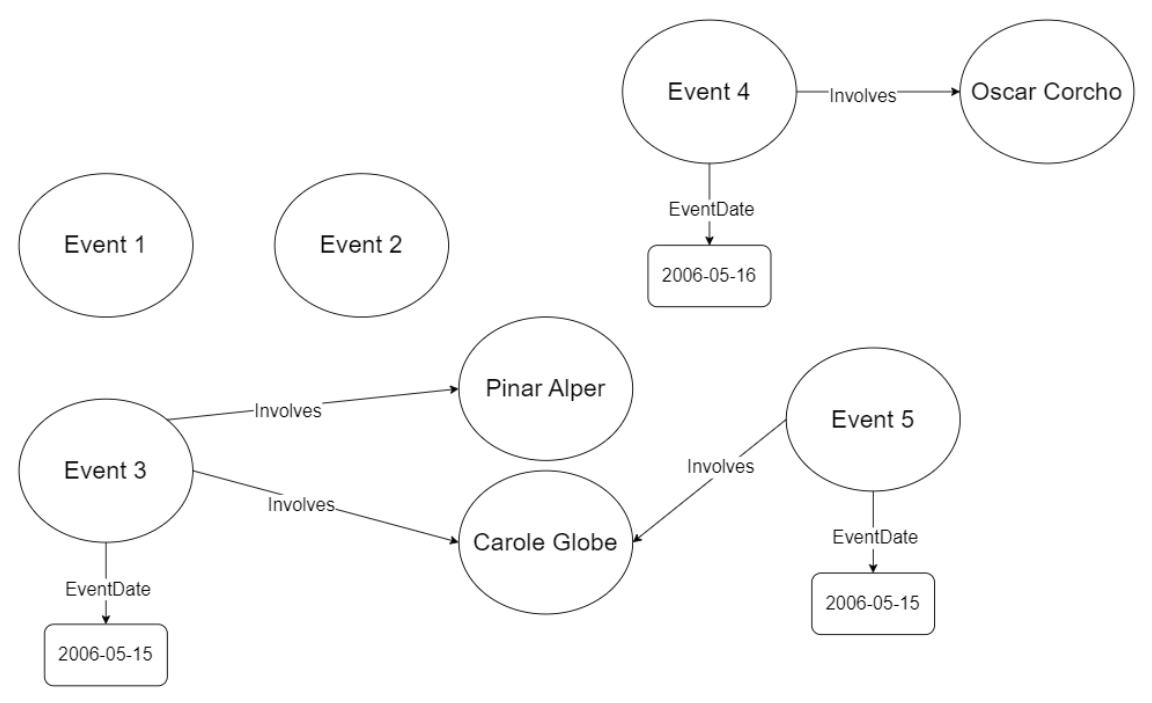 Event 4
Involves
Oscar Corcho
EventDate
2006-05-16
Event 1
Event 2
Pinar Alper
Involves
Event 3
Involves
Carole Globe
EventDate
2006-05-15
Event 5
Involves
EventDate
2006-05-15